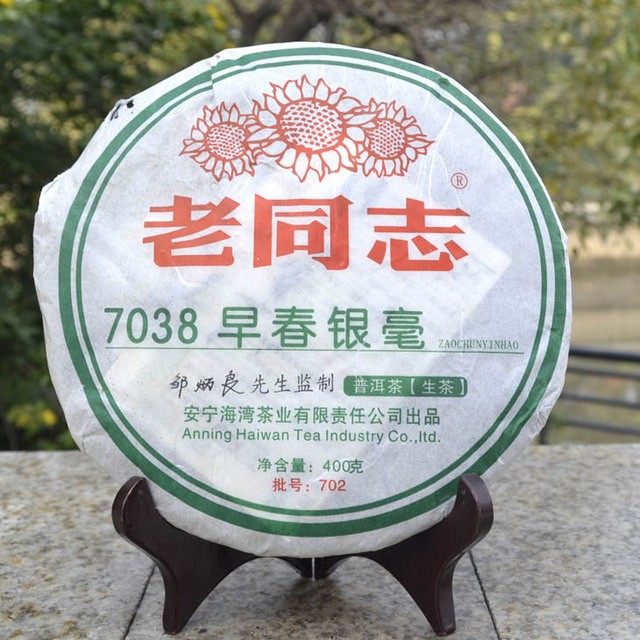 ®
老同志
7038 早春银毫
ZAOCHUNYINHAO
邹炳良先生监制 普洱茶【生茶】
安宁海湾茶业有限责任公司出品
Anning Haiwan Tea Industry Co.,ltd.
净含量：400克
批号：702